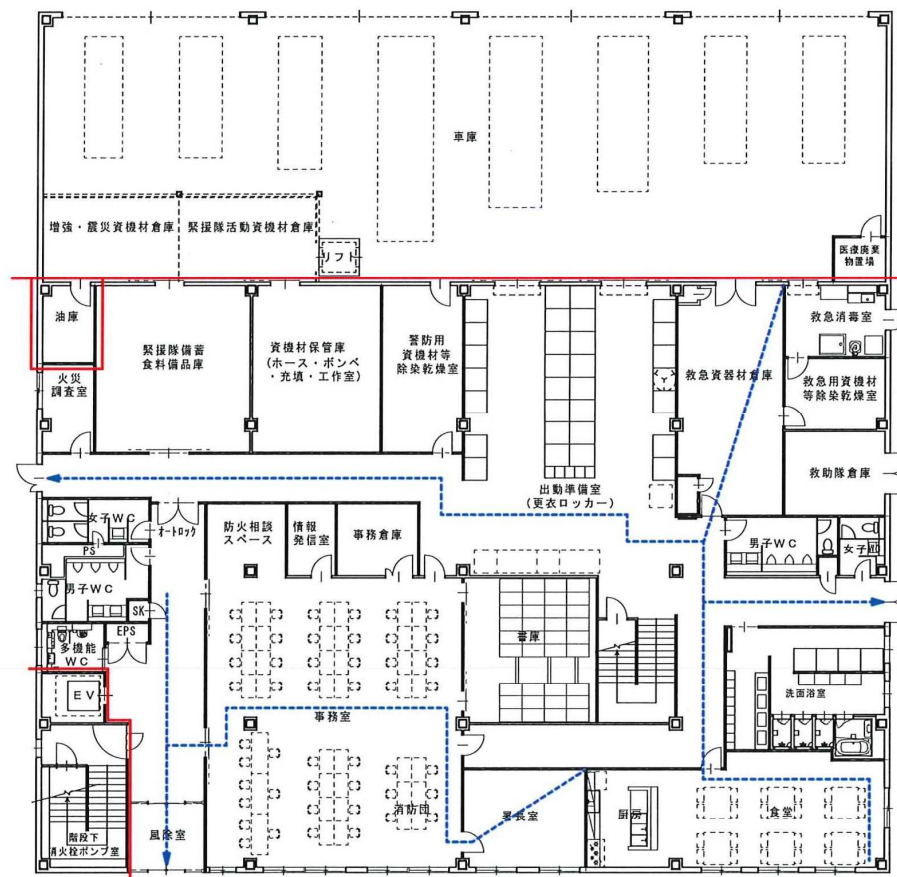 車庫
増強・震災資機材倉庫
緊援隊活動資機材倉庫
リフト
医療廃棄
物置場
油庫
火災
調査室
緊援隊備蓄
食料備品庫
資機材保管庫
(ホース・ボンベ
・充填・工作室)
警防用
資機材等
除染乾燥室
救急資器材倉庫
救急消毒室
救急用資機材
等除染乾燥室
救助隊倉庫
出動準備室
(更衣ロッカー)
女子WC
オートロック
防火相談
スペース
情報
発信室
事務倉庫
男子WC
女子WC
PS
男子WC
SK
EPS
多機能
WC
EV
書庫
洗面浴室
事務室
消防団
署長室
厨房
食堂
風除室
階段下
消火栓ポンプ室